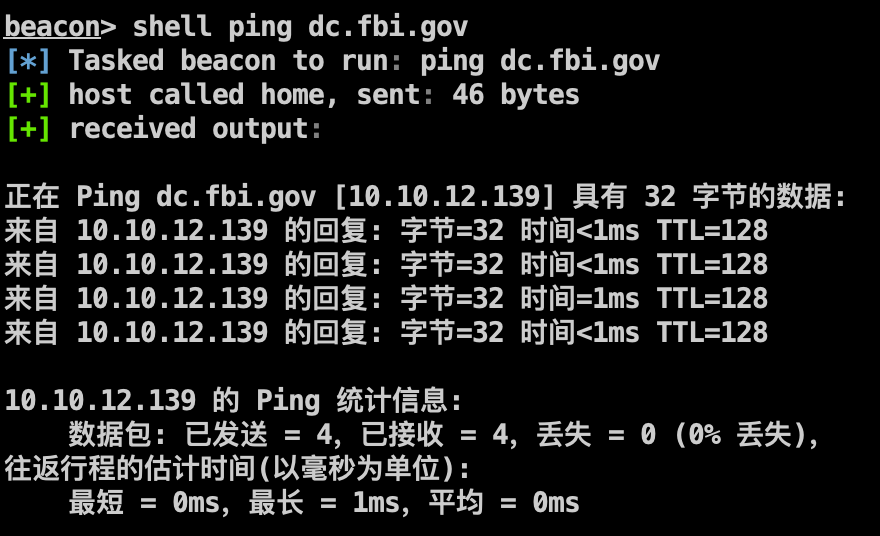 beacon> shell ping dc.fbi.gov
[*] Tasked beacon to run: ping dc.fbi.gov
[+] host called home, sent: 46 bytes
[+] received output:
正在 Ping dc.fbi.gov [10.10.12.139] 具有 32 字节的数据:
来自 10.10.12.139 的回复: 字节=32 时间<1ms TTL=128
来自 10.10.12.139 的回复: 字节=32 时间<1ms TTL=128
来自 10.10.12.139 的回复: 字节=32 时间=1ms TTL=128
来自 10.10.12.139 的回复: 字节=32 时间<1ms TTL=128
10.10.12.139 的 Ping 统计信息:
数据包: 已发送 = 4，已接收 = 4，丢失 = 0 (0% 丢失)，
往返行程的估计时间(以毫秒为单位):
最短 = 0ms，最长 = 1ms，平均 = 0ms